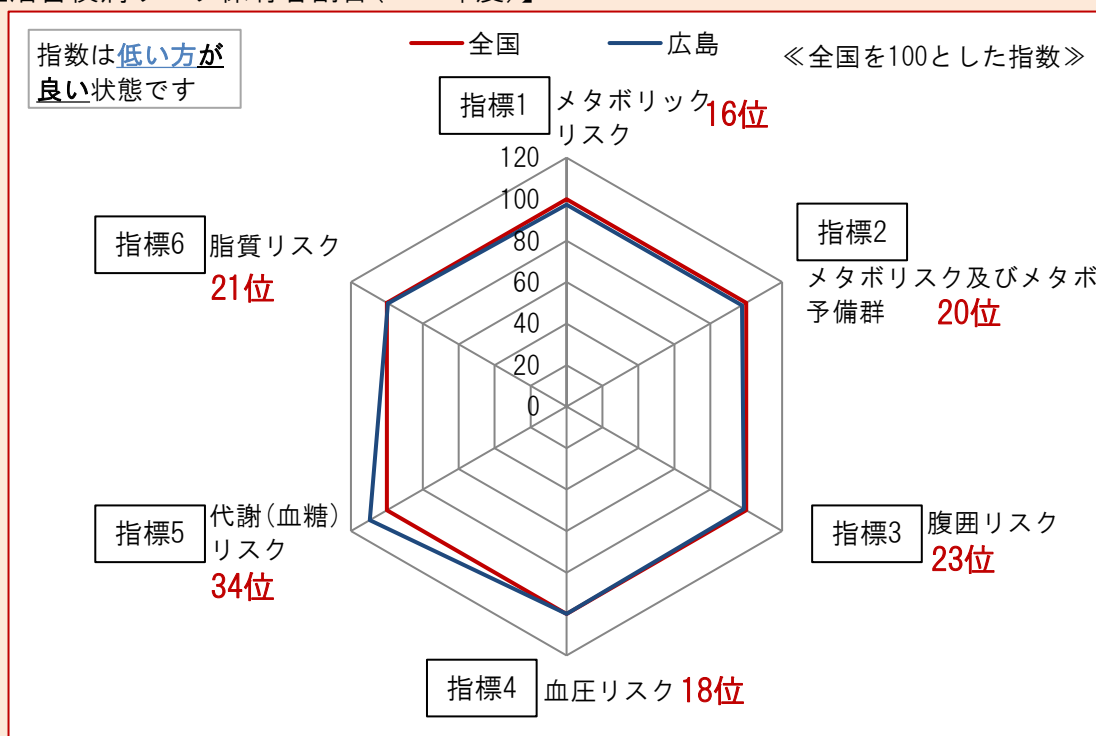 指数は低い方が
良い状態です
全国
広島
≪全国を100とした指数≫
指標1
メタボリック
リスク
16位
指標2
メタボリスク及びメタボ
予備群
20位
指標3
腹囲リスク
23位
指標4
血圧リスク
18位
指標5
代謝(血糖)
リスク
34位
指標6
脂質リスク
21位
120
100
80
60
40
20
0